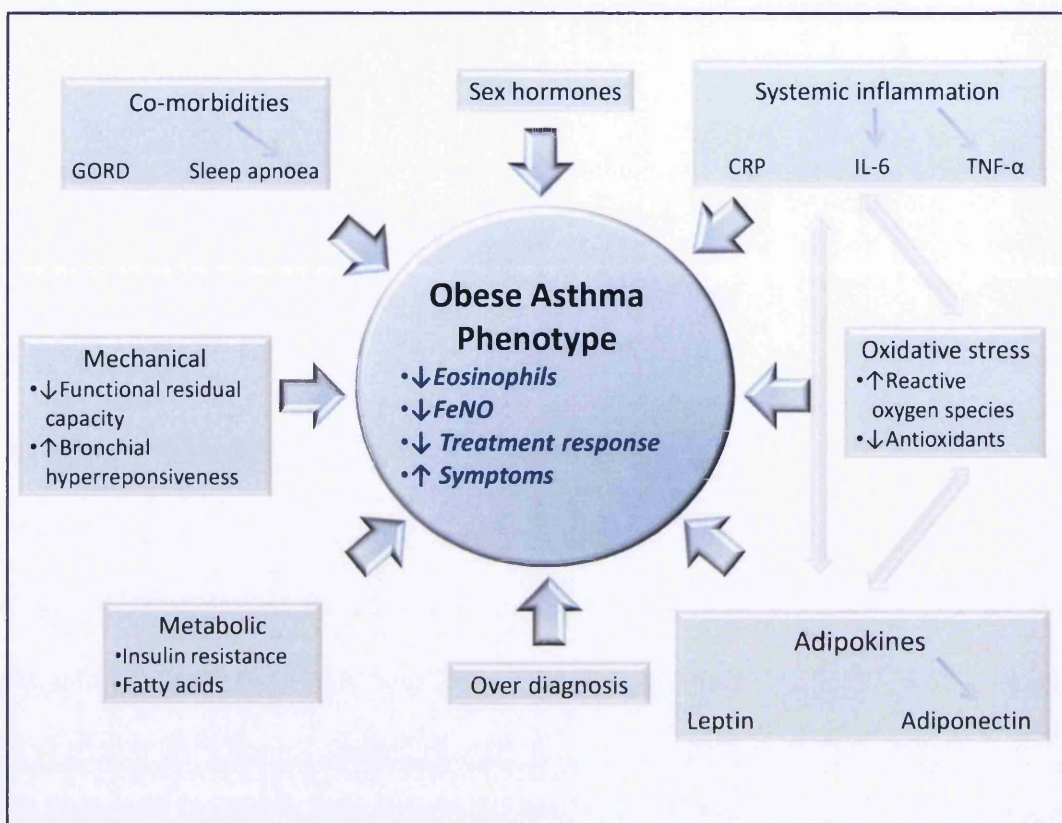 Co-morbidities
GORD Sleep apnoea
Sex hormones
Systemic inflammation
CRP IL-6 TNF-α
Obese Asthma
Phenotype
•↓Eosinophils
•↓FeNO
•↓ Treatment response
•↑ Symptoms
Mechanical
•↓Functional residual
capacity
•↑Bronchial
hyperreponsiveness
Oxidative stress
•↑Reactive
oxygen species
•↓Antioxidants
Metabolic
•Insulin resistance
•Fatty acids
Over diagnosis
Adipokines
Leptin Adiponectin